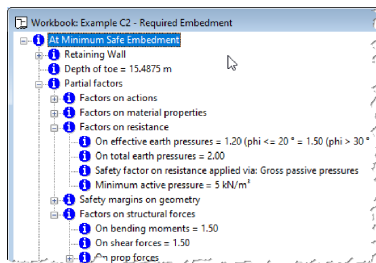 Workbook: Example C2 - Required Embedment
At Minimum Safe Embedment
Retaining Wall
Depth of toe = 15.4875 m
Partial factors
Factors on actions
Factors on material properties
Factors on resistance
On effective earth pressures = 1.20 (phi <= 20 ° = 1.50 (phi > 30 °
On total earth pressures = 2.00
Safety factor on resistance applied via: Gross passive pressures
Minimum active pressure = 5 kN/m³
Safety margins on geometry
Factors on structural forces
On bending moments = 1.50
On shear forces = 1.50
On prop forces